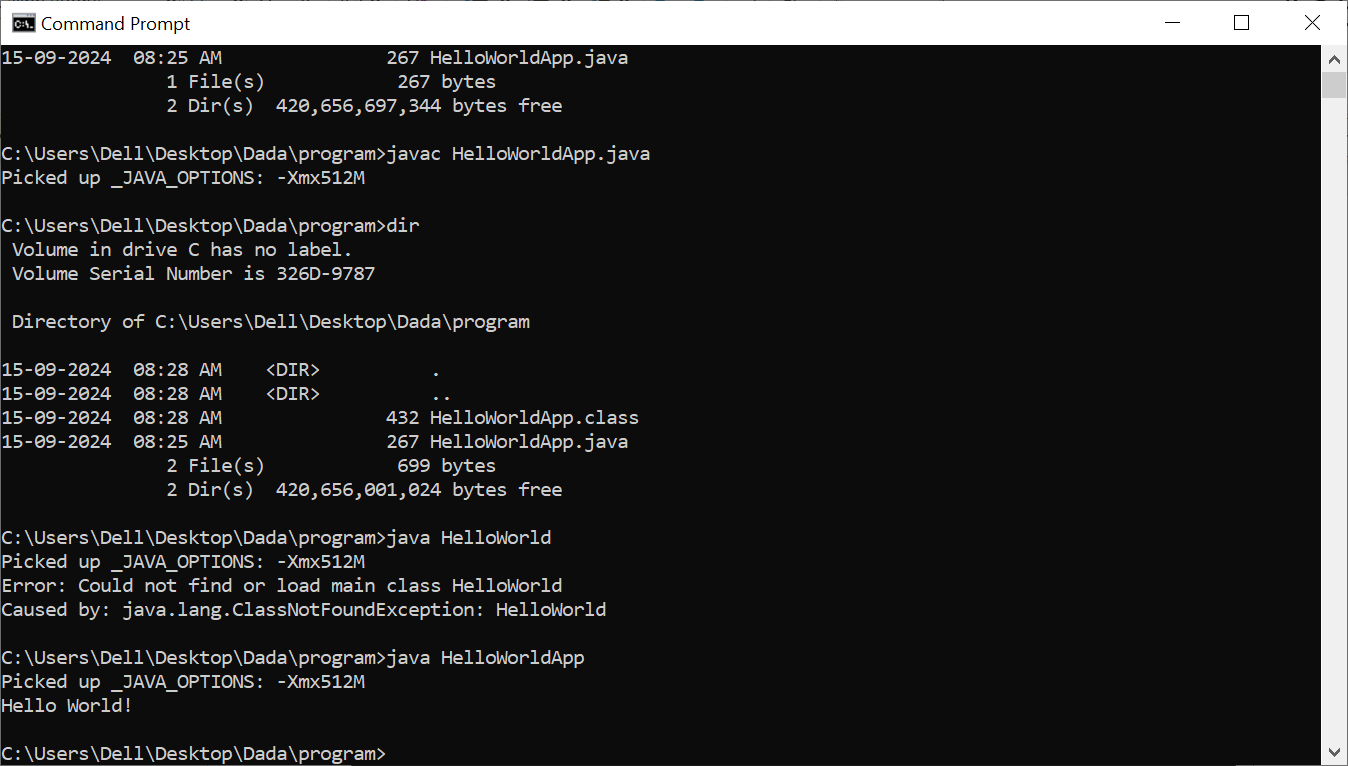 Command Prompt
15-09-2024  08:25 AM               267 HelloWorldApp.java
               1 File(s)            267 bytes
               2 Dir(s)  420,656,697,344 bytes free
C:\Users\Dell\Desktop\Dada\program>javac HelloWorldApp.java
Picked up _JAVA_OPTIONS: -Xmx512M
C:\Users\Dell\Desktop\Dada\program>dir
 Volume in drive C has no label.
 Volume Serial Number is 326D-9787
 Directory of C:\Users\Dell\Desktop\Dada\program
15-09-2024  08:28 AM    <DIR>          .
15-09-2024  08:28 AM    <DIR>          ..
15-09-2024  08:28 AM               432 HelloWorldApp.class
15-09-2024  08:25 AM               267 HelloWorldApp.java
               2 File(s)            699 bytes
               2 Dir(s)  420,656,001,024 bytes free
C:\Users\Dell\Desktop\Dada\program>java HelloWorld
Picked up _JAVA_OPTIONS: -Xmx512M
Error: Could not find or load main class HelloWorld
Caused by: java.lang.ClassNotFoundException: HelloWorld
C:\Users\Dell\Desktop\Dada\program>java HelloWorldApp
Picked up _JAVA_OPTIONS: -Xmx512M
Hello World!
C:\Users\Dell\Desktop\Dada\program>